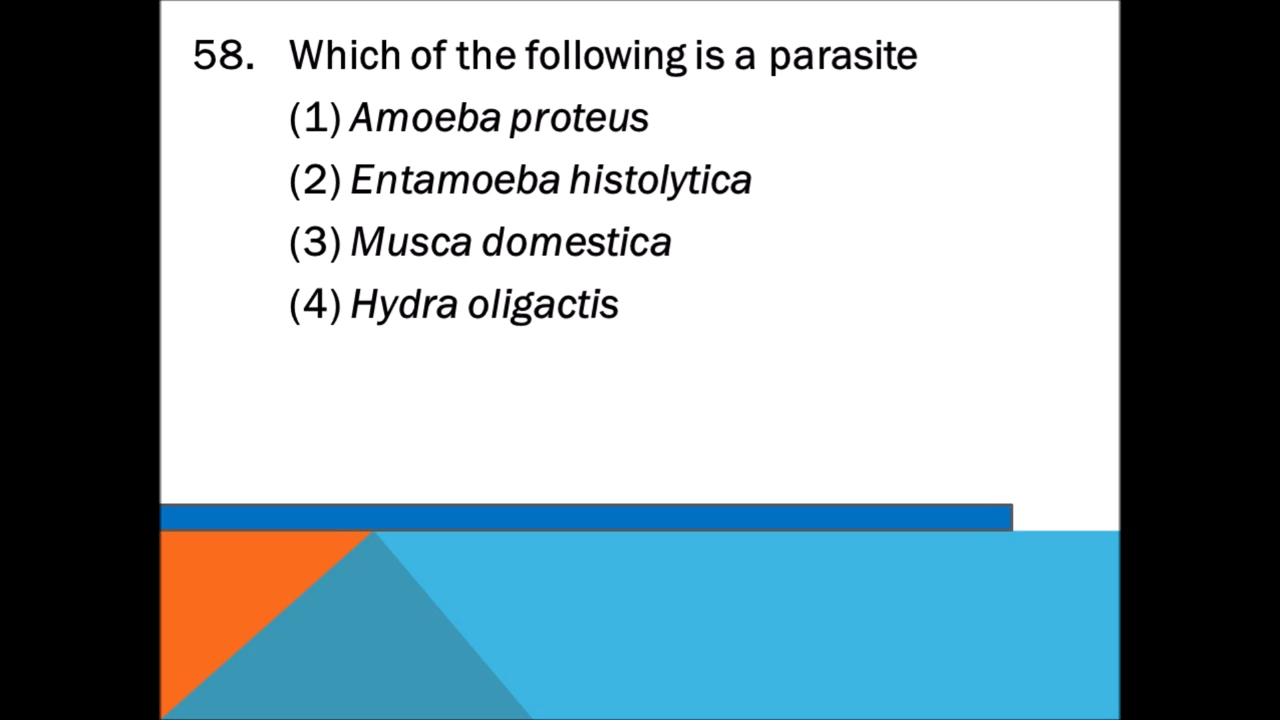 58. Which of the following is a parasite
(1) Amoeba proteus
(2) Entamoeba histolytica
(3) Musca domestica
(4) Hydra oligactis